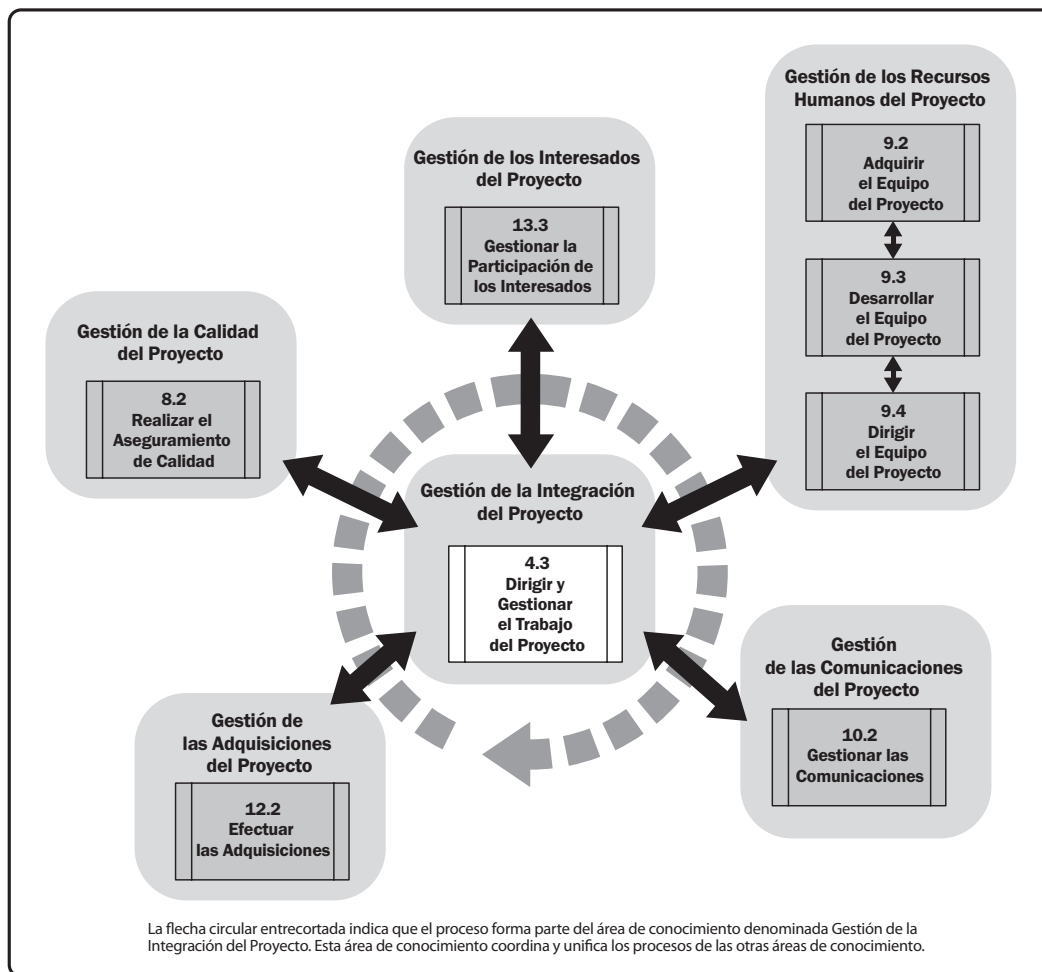 Gestión de los Recursos
Humanos del Proyecto
9.2
Adquirir
el Equipo
del Proyecto
9.3
Desarrollar
el Equipo
del Proyecto
9.4
Dirigir
el Equipo
del Proyecto
Gestión de los Interesados
del Proyecto
13.3
Gestionar la
Participación de
los Interesados
Gestión de la Calidad
del Proyecto
8.2
Realizar el
Aseguramiento
de Calidad
Gestión de la Integración
del Proyecto
4.3
Dirigir y
Gestionar
el Trabajo
del Proyecto
Gestión
de las Comunicaciones
del Proyecto
10.2
Gestionar las
Comunicaciones
Gestión de
las Adquisiciones
del Proyecto
12.2
Efectuar
las Adquisiciones
La flecha circular entrecortada indica que el proceso forma parte del área de conocimiento denominada Gestión de la
Integración del Proyecto. Esta área de conocimiento coordina y unifica los procesos de las otras áreas de conocimiento.